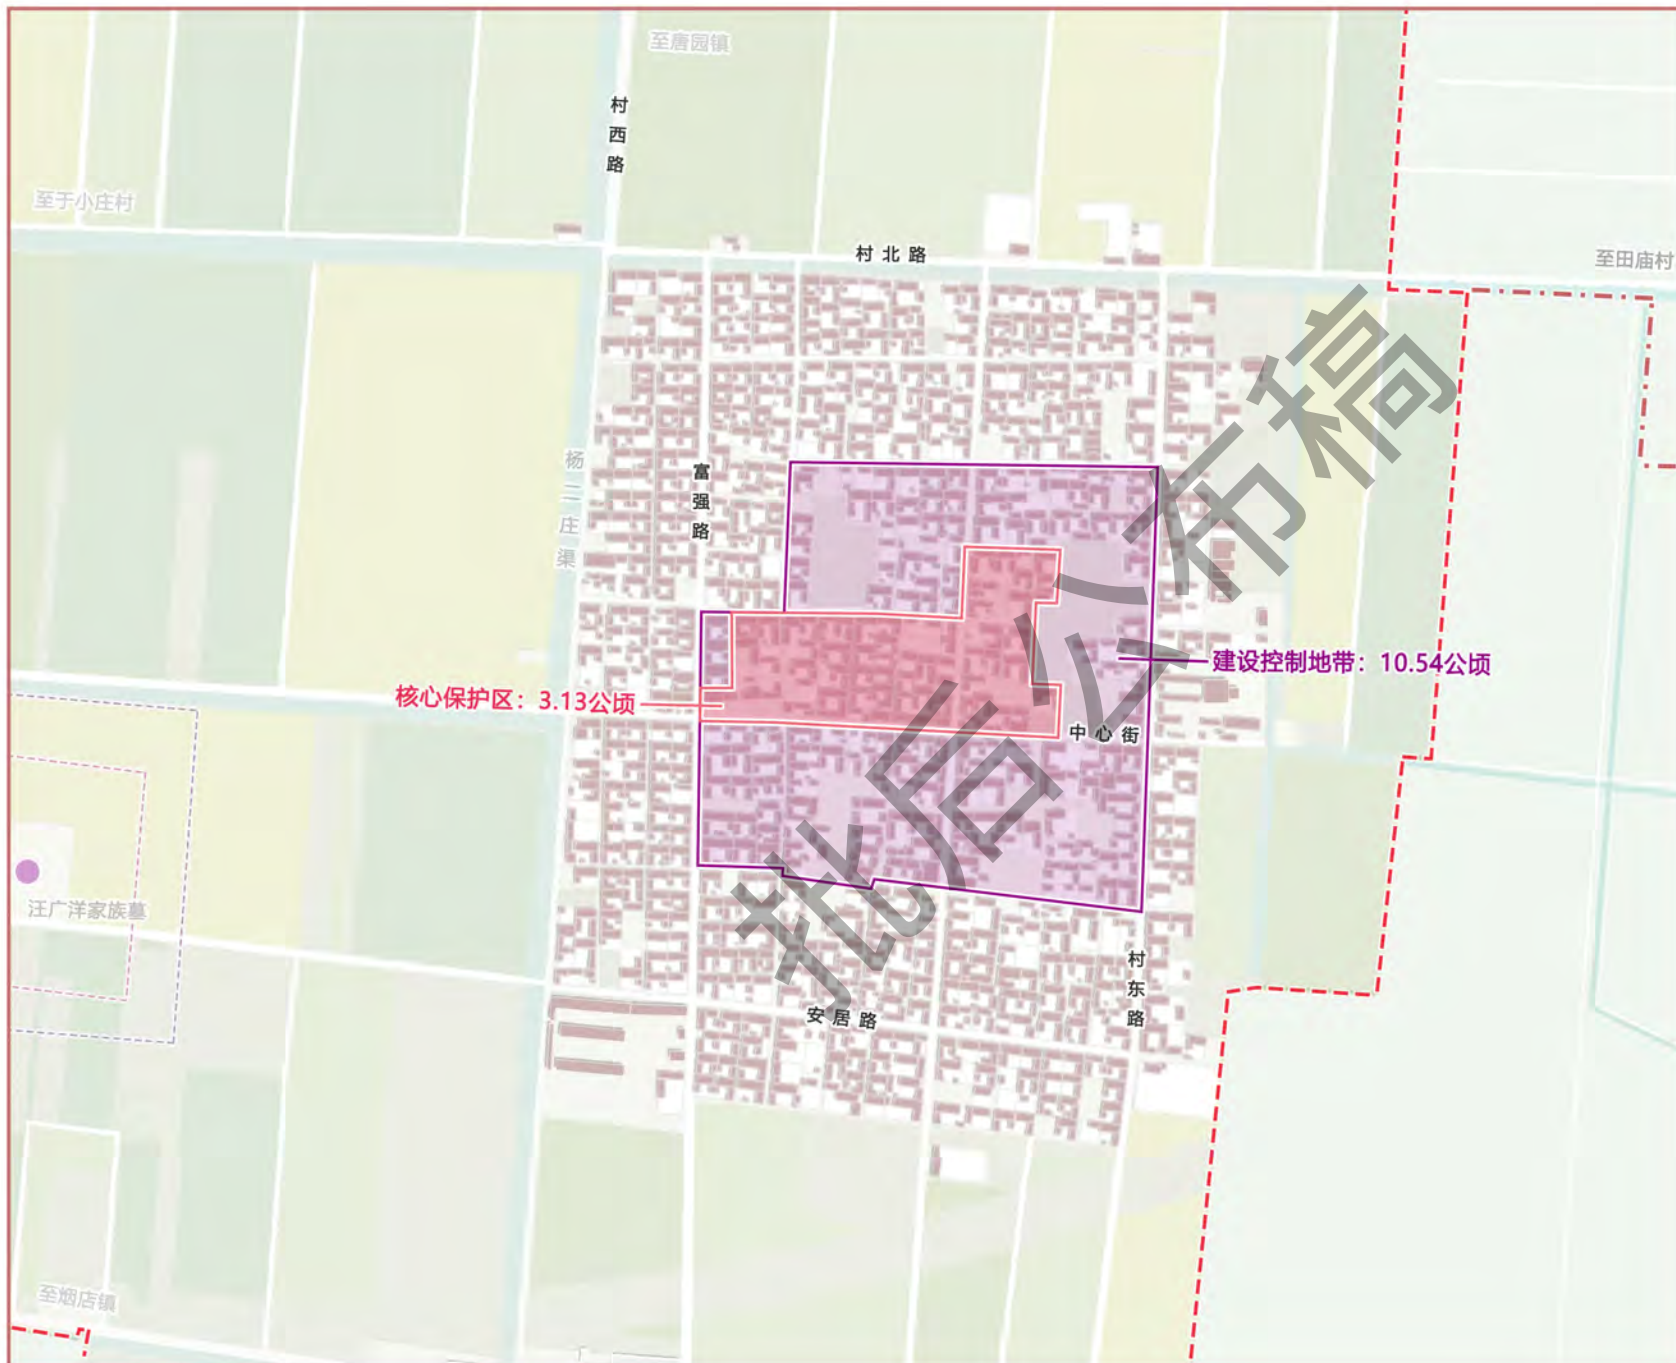 至唐园镇
村西路
至于小庄村
村北路
至田庙村
杨二庄渠
富强路
建设控制地带：10.54公顷
核心保护区：3.13公顷
中心街
汪广洋家族墓
村东路
安居路
至烟店镇
批后公布稿